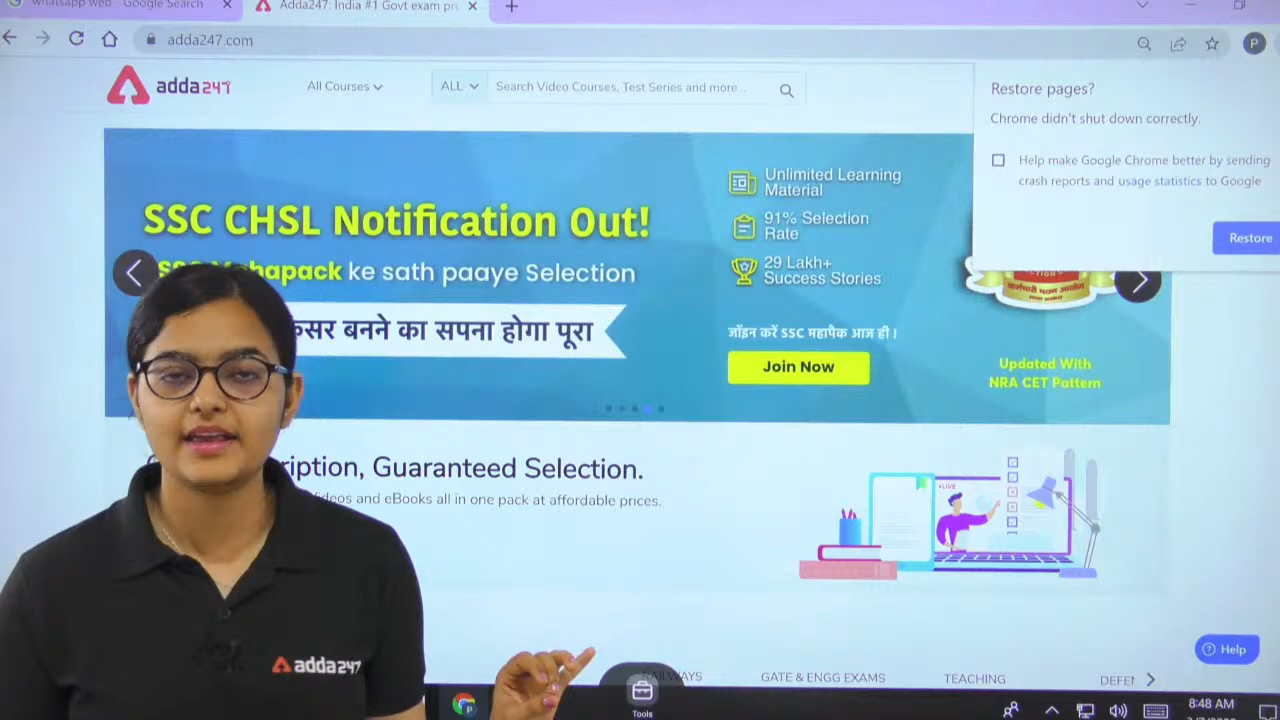 whatsapp web - Google Search
Adda247: India #1 Govt exam pr
adda247.com
P
adda247
All Courses
ALL
Search Video Courses, Test Series and more...
Restore pages?
Chrome didn't shut down correctly.
Help make Google Chrome better by sending
crash reports and usage statistics to Google
Restore
SSC CHSL Notification Out!
ke sath paaye Selection
बनने का सपना होगा पूरा
Unlimited Learning
Material
91% Selection
Rate
29 Lakh+
Success Stories
जॉइन करें SSC महापैक आज ही !
Join Now
कर्मचारी चयन आयोग
Updated With
NRA CET Pattern
Guaranteed Selection.
and eBooks all in one pack at affordable prices.
LIVE
Help
adda247
GATE & ENGG EXAMS
TEACHING
Tools
8:48 AM